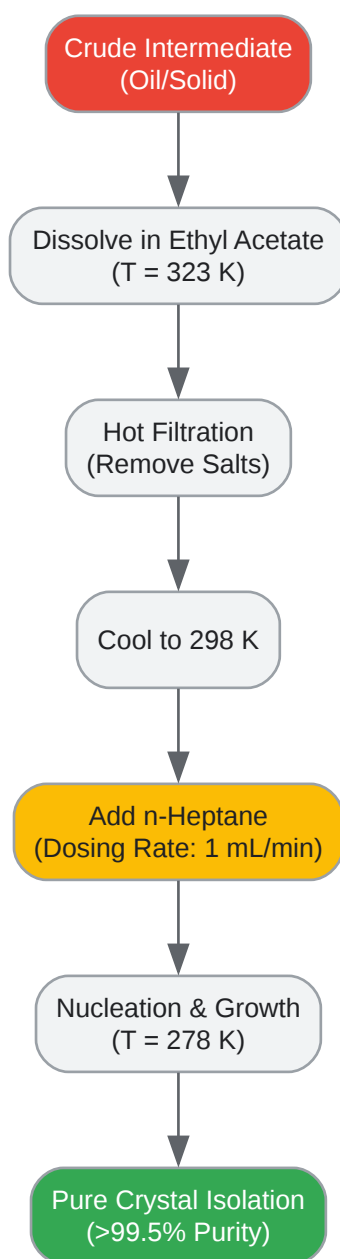 Crude Intermediate
(Oil/Solid)
Dissolve in Ethyl Acetate
(T = 323 K)
Hot Filtration
(Remove Salts)
Cool to 298 K
Add n-Heptane
(Dosing Rate: 1 mL/min)
Nucleation & Growth
(T = 278 K)
Pure Crystal Isolation
(>99.5% Purity)